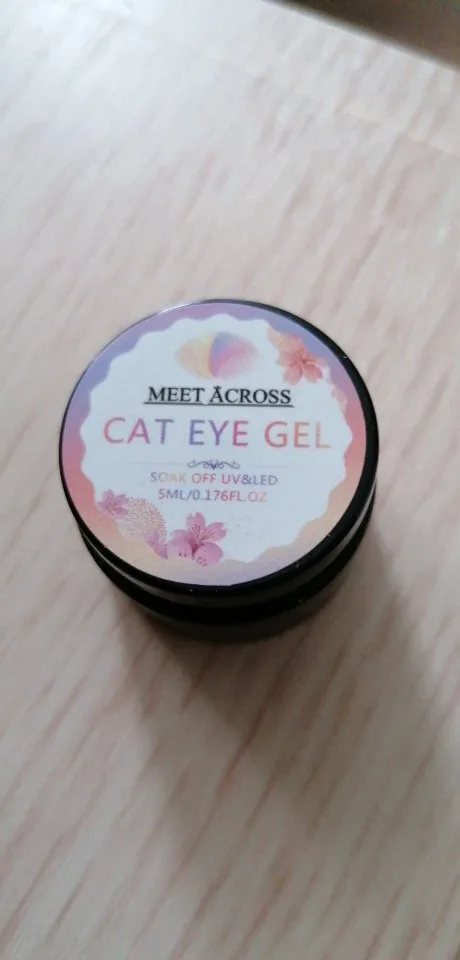 MEET ACROSS
CAT EYE GEL
SOAK OFF UV&LED
5ML/0.176FL.OZ